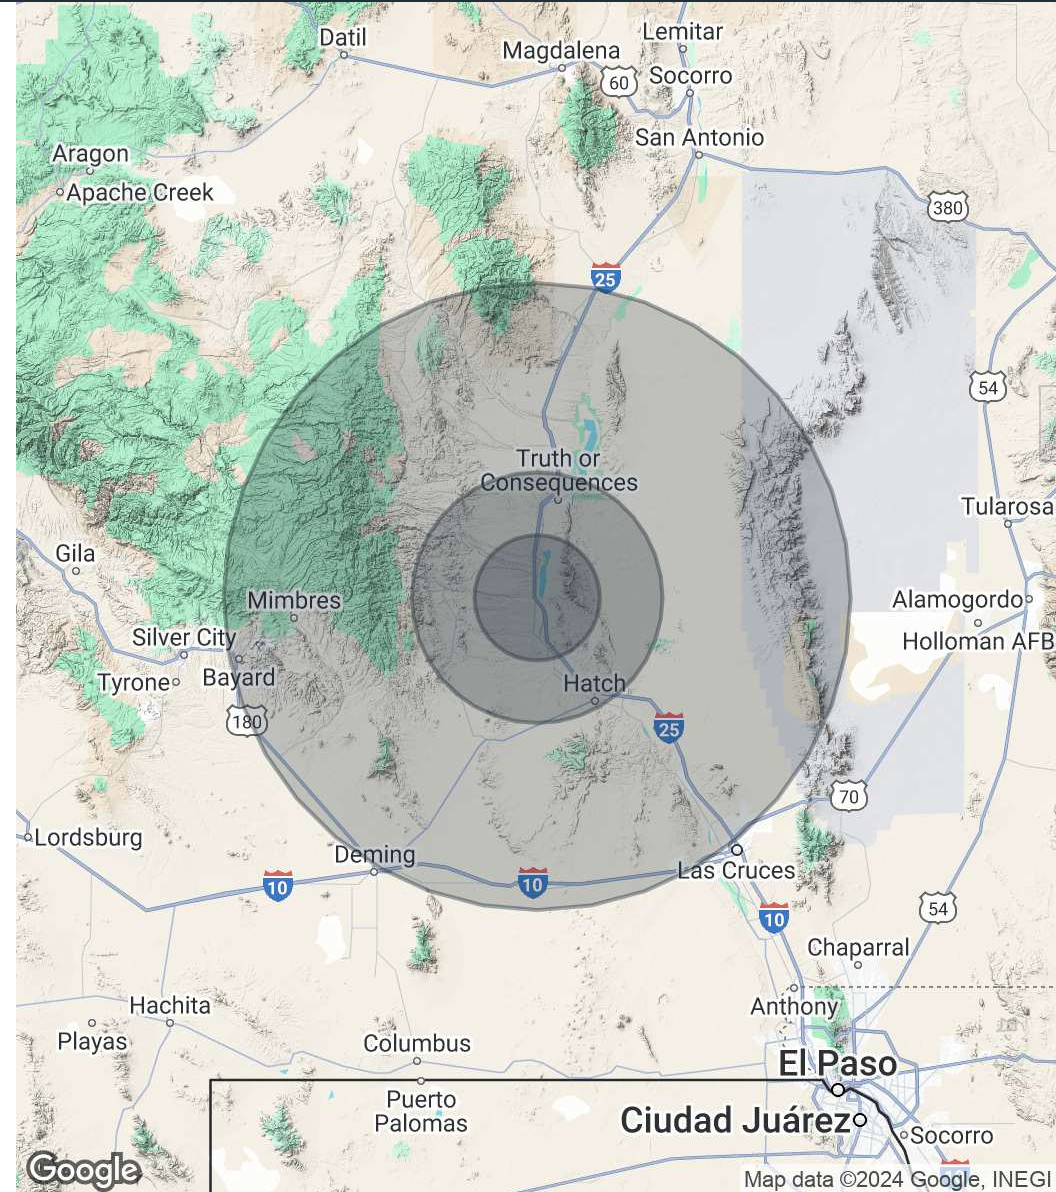 Datil
Lemitar
Magdalena
60
Socorro
San Antonio
Aragon
Apache Creek
380
25
54
Truth or
Consequences
Tularosa
Gila
Mimbres
Alamogordo
Silver City
Holloman AFB
Tyrone
Bayard
Hatch
180
25
70
Lordsburg
Deming
Las Cruces
10
10
10
54
Chaparral
Hachita
Anthony
Playas
Columbus
El Paso
Puerto
Palomas
Ciudad Juárez
Socorro
Google
Map data ©2024 Google, INEGI